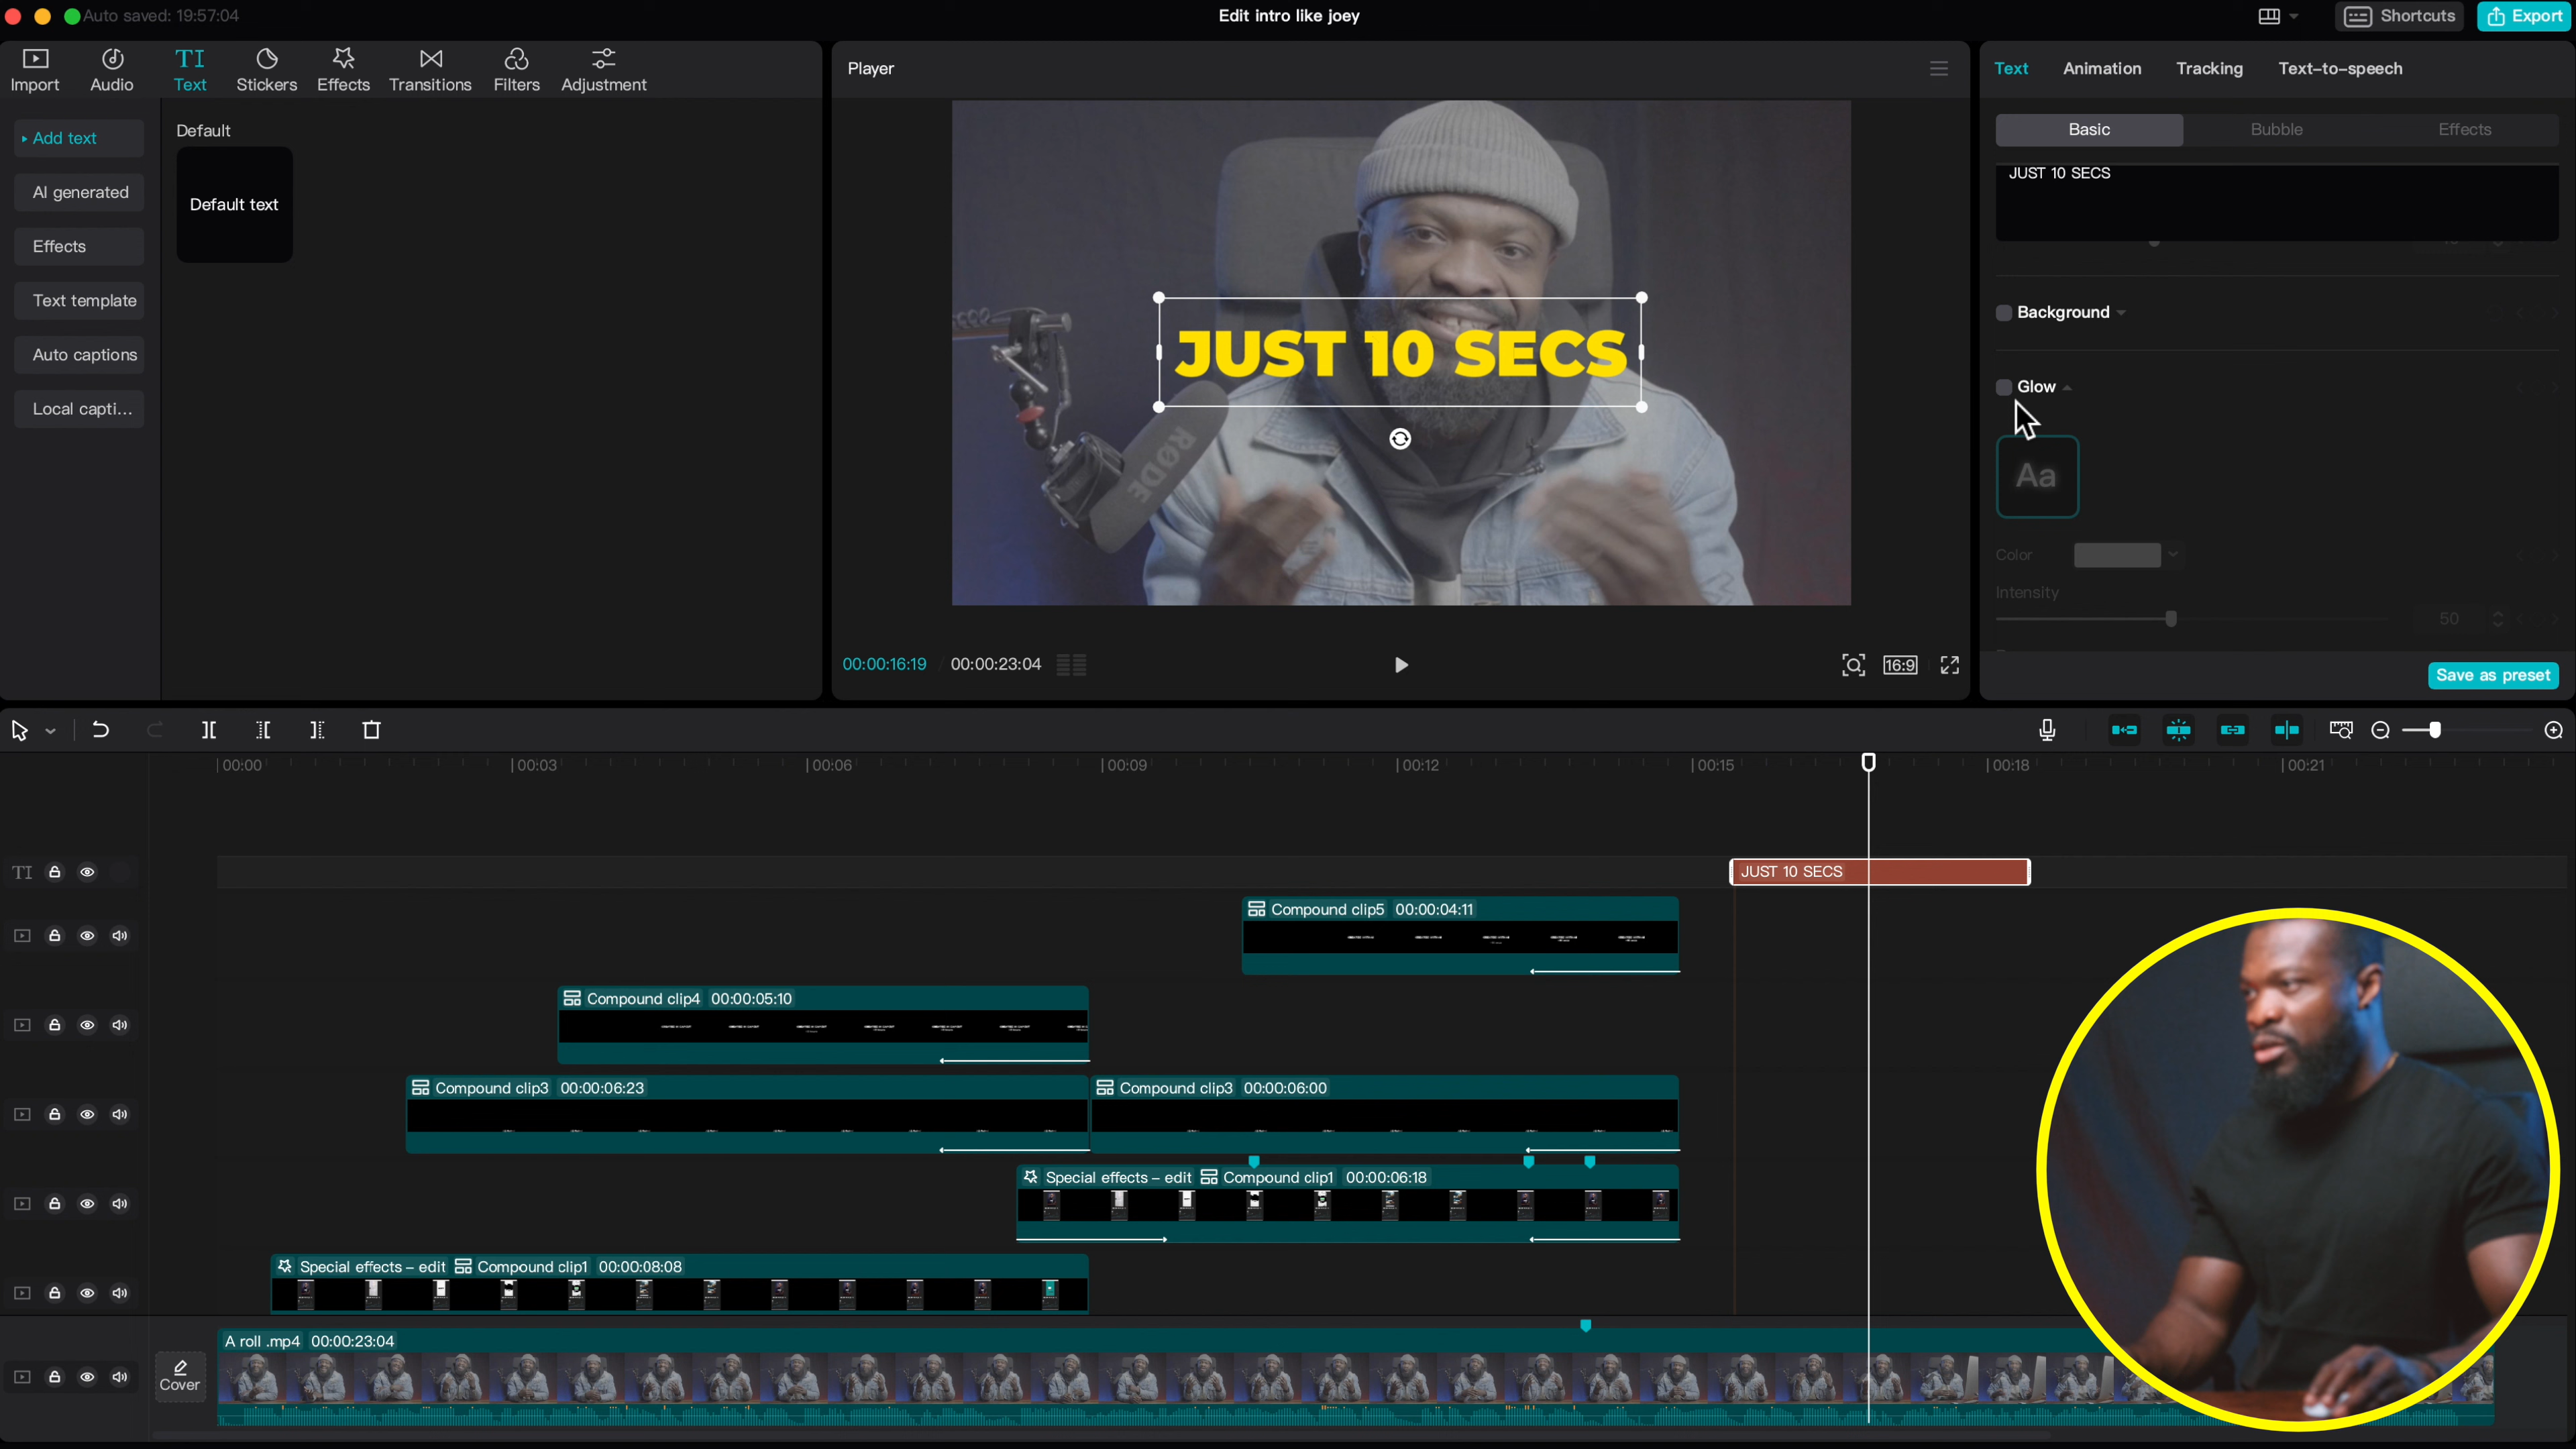 Auto saved: 19:57:04
Edit intro like joey
Shortcuts
Export
Import
Audio
TI
Text
Stickers
Effects
Transitions
Filters
Adjustment
Add text
AI generated
Effects
Text template
Auto captions
Local capti...
Default
Default text
Player
JUST 10 SECS
RØDE
00:00:16:19 / 00:00:23:04
16:9
Text
Animation
Tracking
Text-to-speech
Basic
Bubble
Effects
JUST 10 SECS
Background
Glow
Aa
Color
Intensity
50
Save as preset
00:00
00:03
00:06
00:09
00:12
00:15
00:18
00:21
TI
JUST 10 SECS
Compound clip5 00:00:04:11
Compound clip4 00:00:05:10
Compound clip3 00:00:06:23
Compound clip3 00:00:06:00
Special effects – edit Compound clip1 00:00:06:18
Special effects – edit Compound clip1 00:00:08:08
A roll .mp4 00:00:23:04
Cover